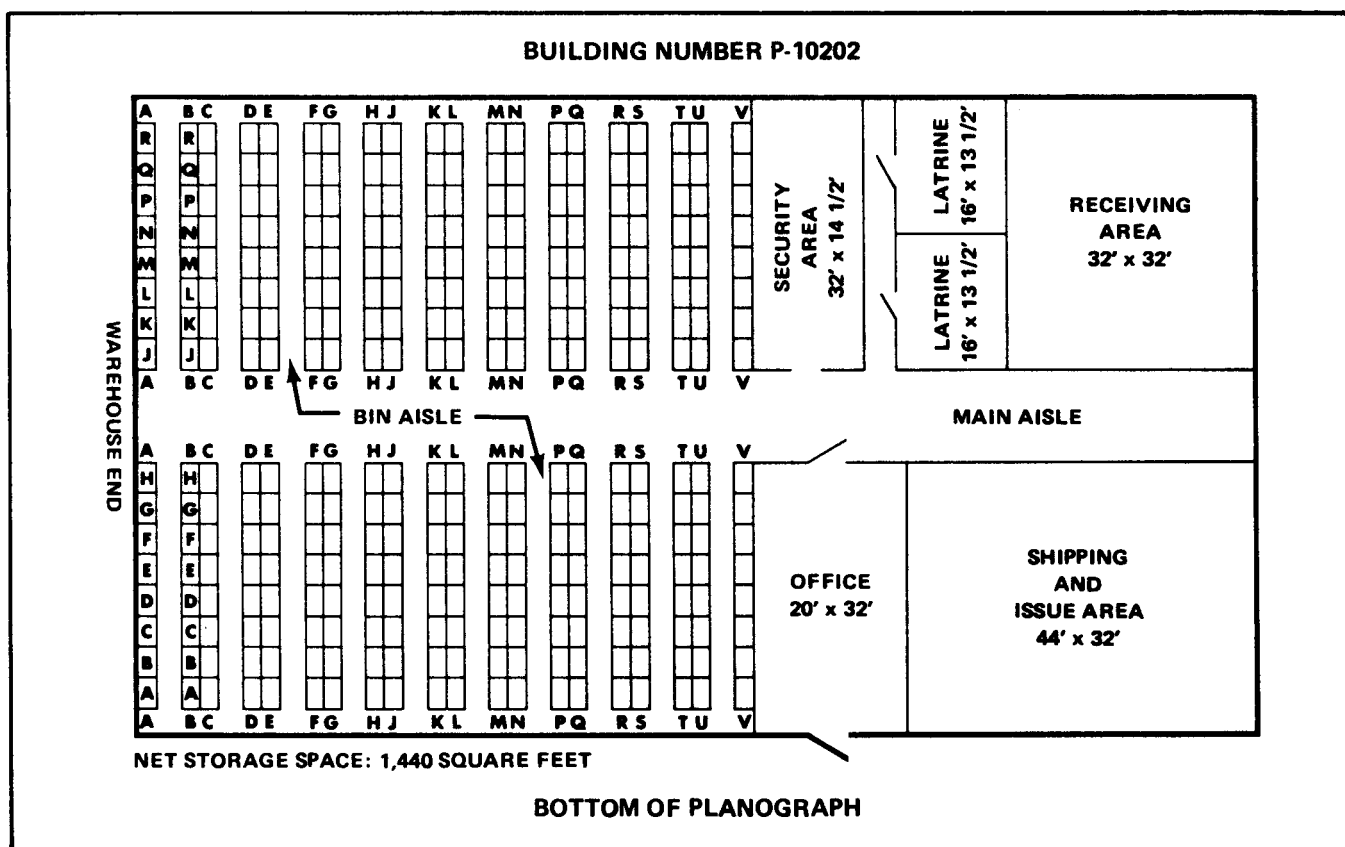 BUILDING NUMBER P-10202
A B C D E F G H J K L M N P Q R S T U V
R R
Q Q
P P
N N
M M
L L
K K
J J
A B C D E F G H J K L M N P Q R S T U V
SECURITY
AREA
32' x 14 1/2'
LATRINE
16' x 13 1/2'
LATRINE
16' x 13 1/2'
RECEIVING
AREA
32' x 32'
WAREHOUSE END
BIN AISLE
MAIN AISLE
A B C D E F G H J K L M N P Q R S T U V
H H
G G
F F
E E
D D
C C
B B
A A
A B C D E F G H J K L M N P Q R S T U V
OFFICE
20' x 32'
SHIPPING
AND
ISSUE AREA
44' x 32'
NET STORAGE SPACE: 1,440 SQUARE FEET
BOTTOM OF PLANOGRAPH